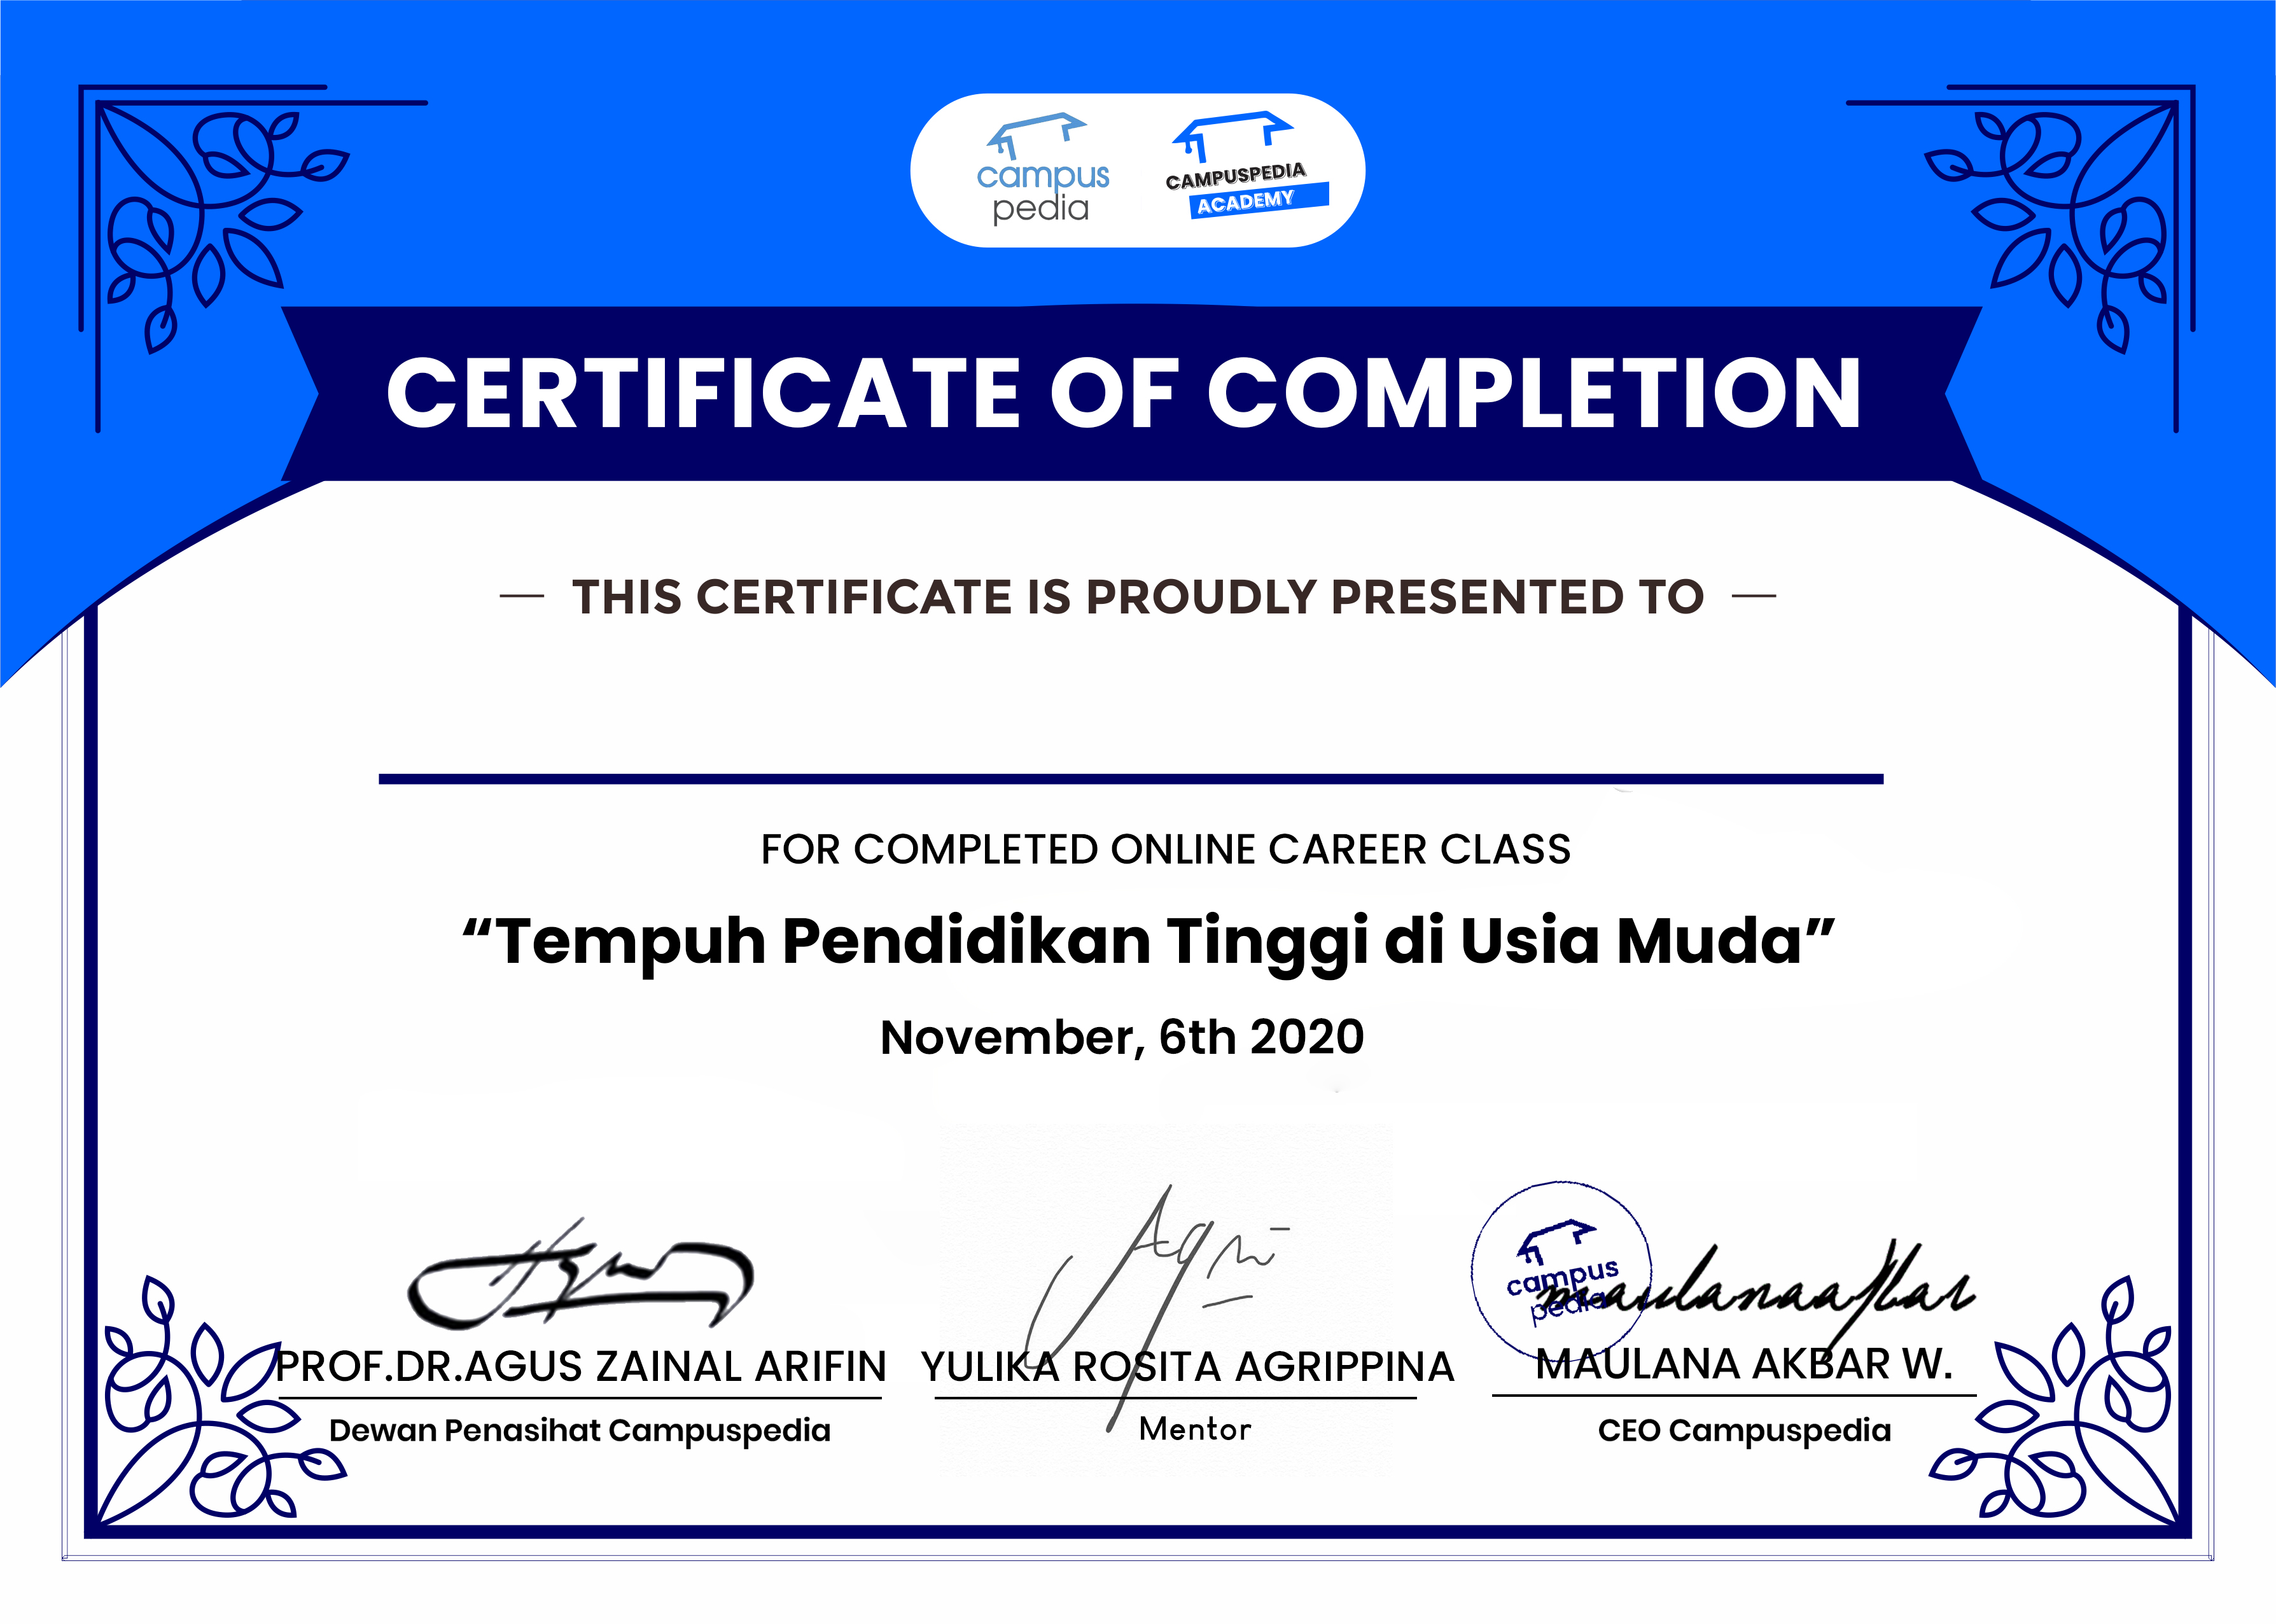 campus
pedia
CAMPUSPEDIA
ACADEMY
CERTIFICATE OF COMPLETION
— THIS CERTIFICATE IS PROUDLY PRESENTED TO —
FOR COMPLETED ONLINE CAREER CLASS
“Tempuh Pendidikan Tinggi di Usia Muda”
November, 6th 2020
Agri
campus
pedia
maulanaakbar
PROF.DR.AGUS ZAINAL ARIFIN
Dewan Penasihat Campuspedia
YULIKA ROSITA AGRIPPINA
Mentor
MAULANA AKBAR W.
CEO Campuspedia